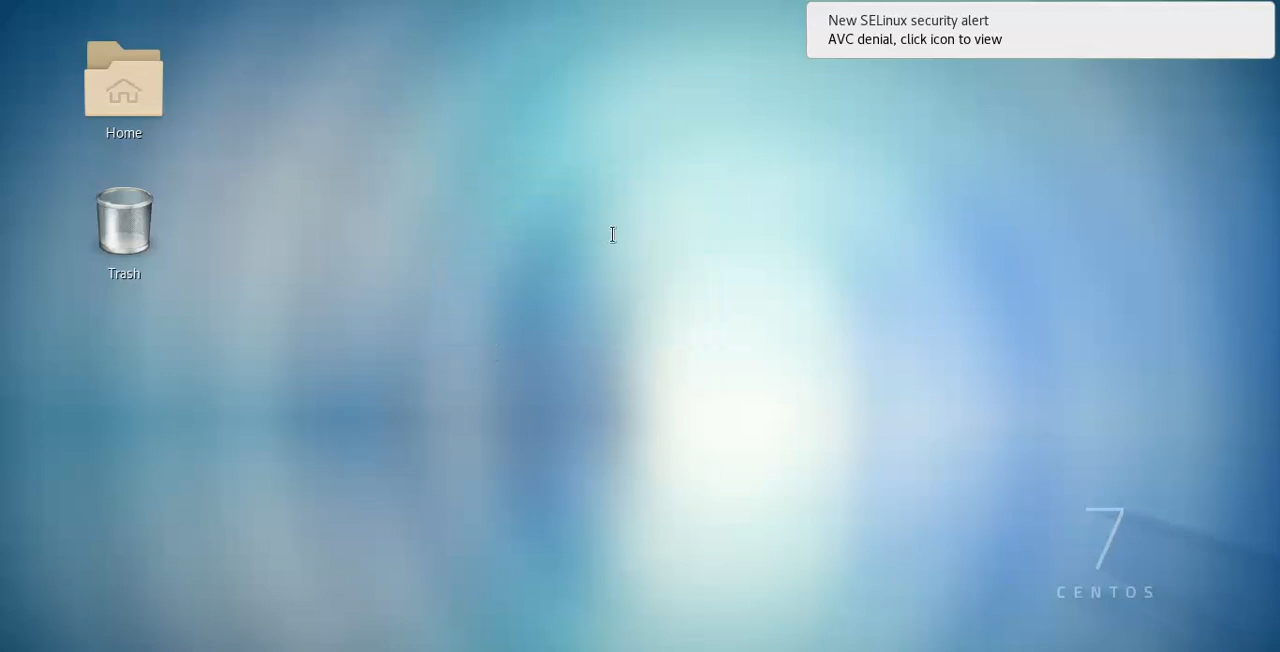 New SELinux security alert
AVC denial, click icon to view
Home
Trash
7
CENTOS